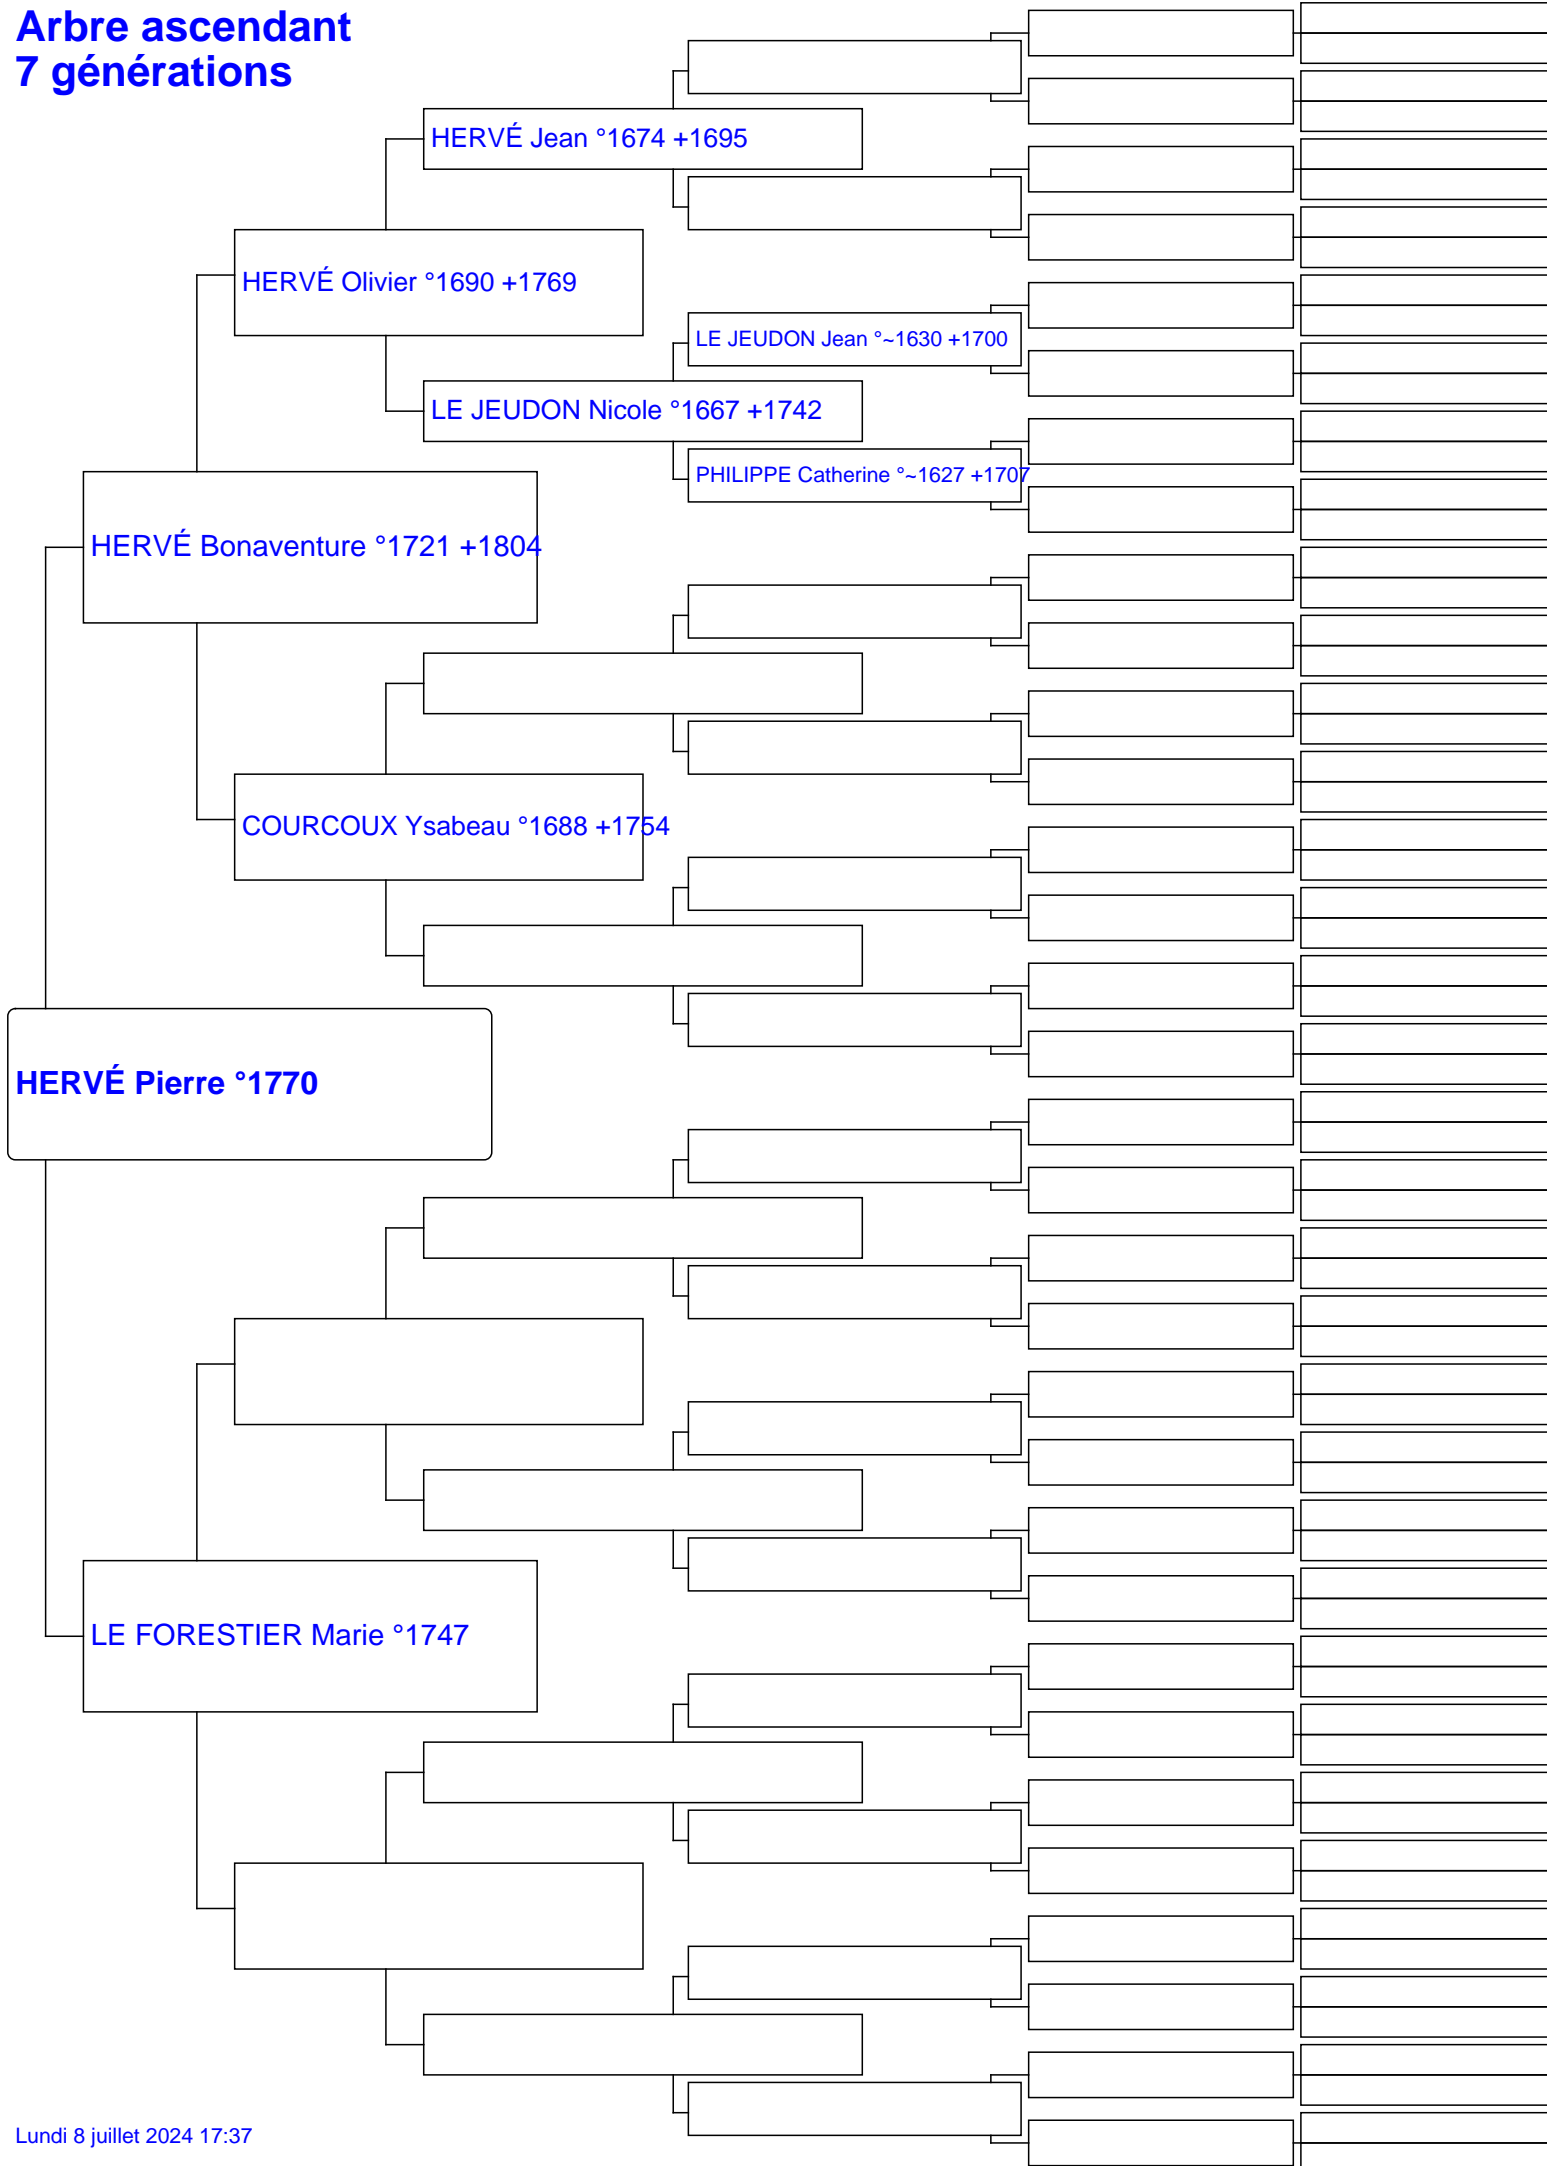 Arbre ascendant
7 générations
HERVÉ Jean °1674 +1695
HERVÉ Olivier °1690 +1769
LE JEUDON Jean °~1630 +1700
LE JEUDON Nicole °1667 +1742
PHILIPPE Catherine °~1627 +1707
HERVÉ Bonaventure °1721 +1804
COURCOUX Ysabeau °1688 +1754
HERVÉ Pierre °1770
LE FORESTIER Marie °1747
Lundi 8 juillet 2024 17:37